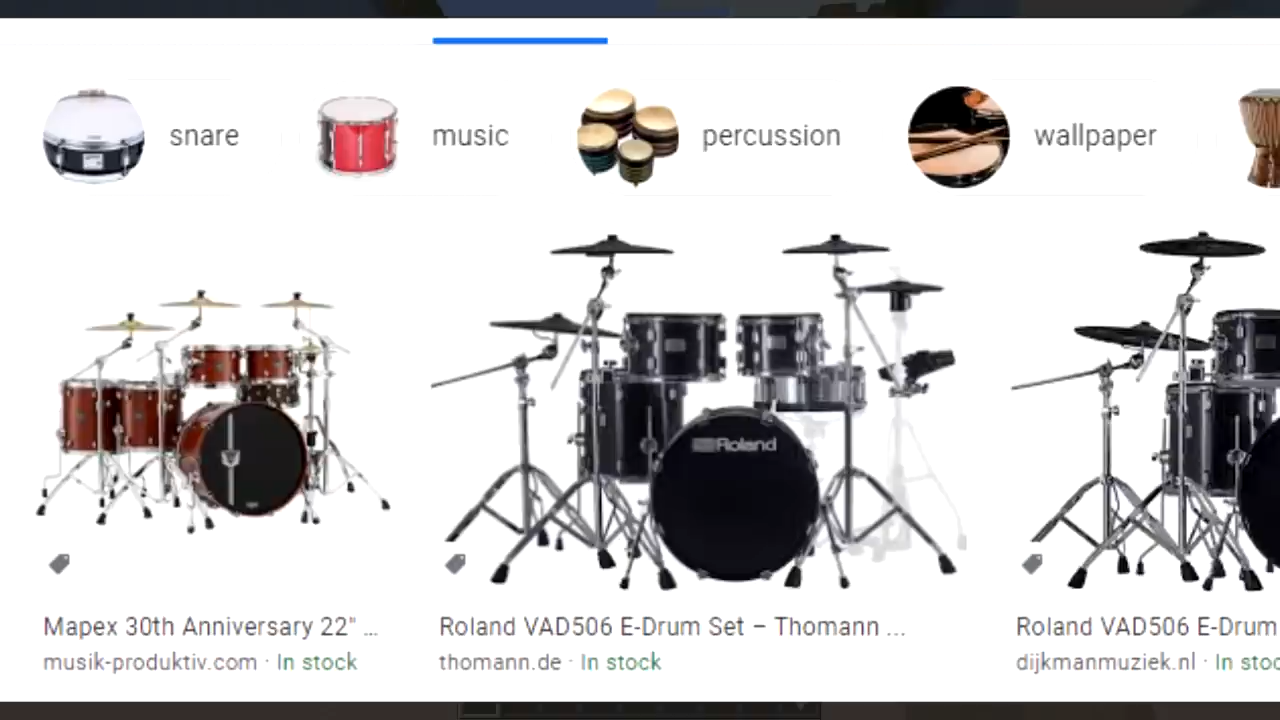 snare
music
percussion
wallpaper
Roland
Mapex 30th Anniversary 22" ...
Roland VAD506 E-Drum Set – Thomann ...
Roland VAD506 E-Drum
musik-produktiv.com · In stock
thomann.de · In stock
dijkmanmuziek.nl · In stoc